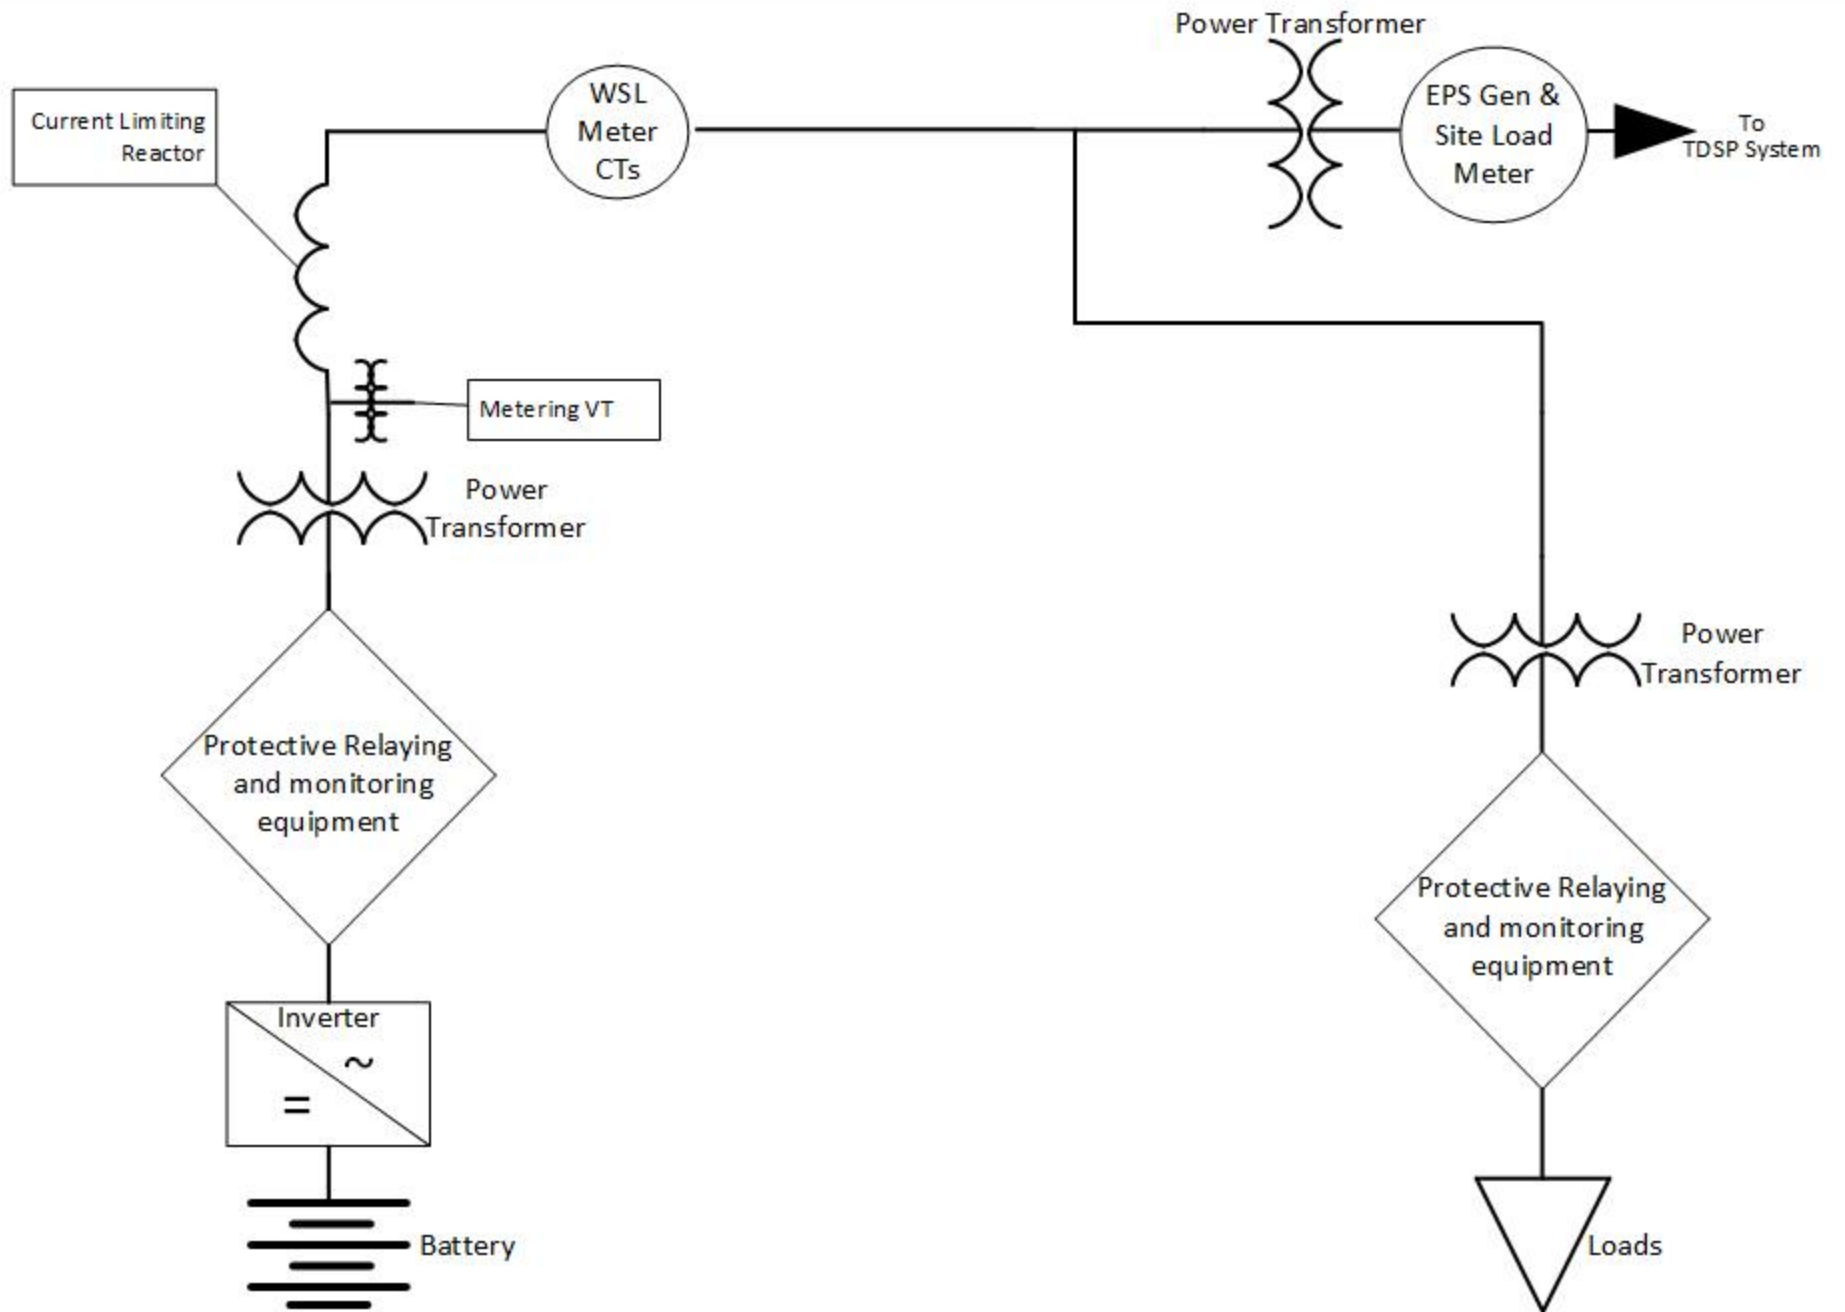 Power Transformer
Current Limiting
Reactor
WSL
Meter
CTs
EPS Gen &
Site Load
Meter
To
TDSP System
Metering VT
Power
Transformer
Power
Transformer
Protective Relaying
and monitoring
equipment
Protective Relaying
and monitoring
equipment
Inverter
~
=
Battery
Loads